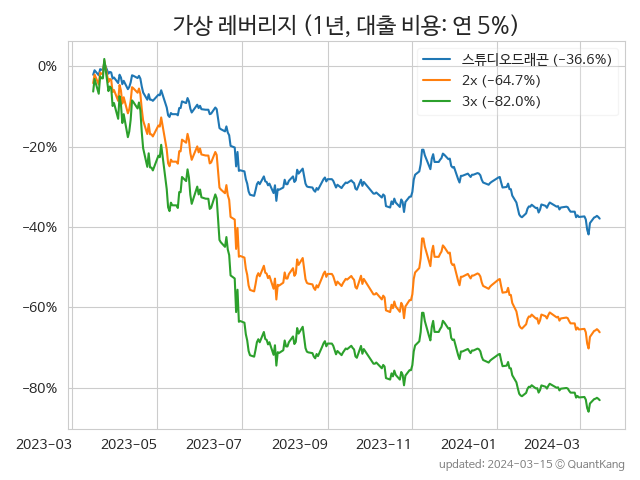 가상 레버리지 (1년, 대출 비용: 연 5%)
스튜디오드래곤 (−36.6%)
2x (−64.7%)
3x (−82.0%)
0%
−20%
−40%
−60%
−80%
2023-03 2023-05 2023-07 2023-09 2023-11 2024-01 2024-03
updated: 2024-03-15 © QuantKang